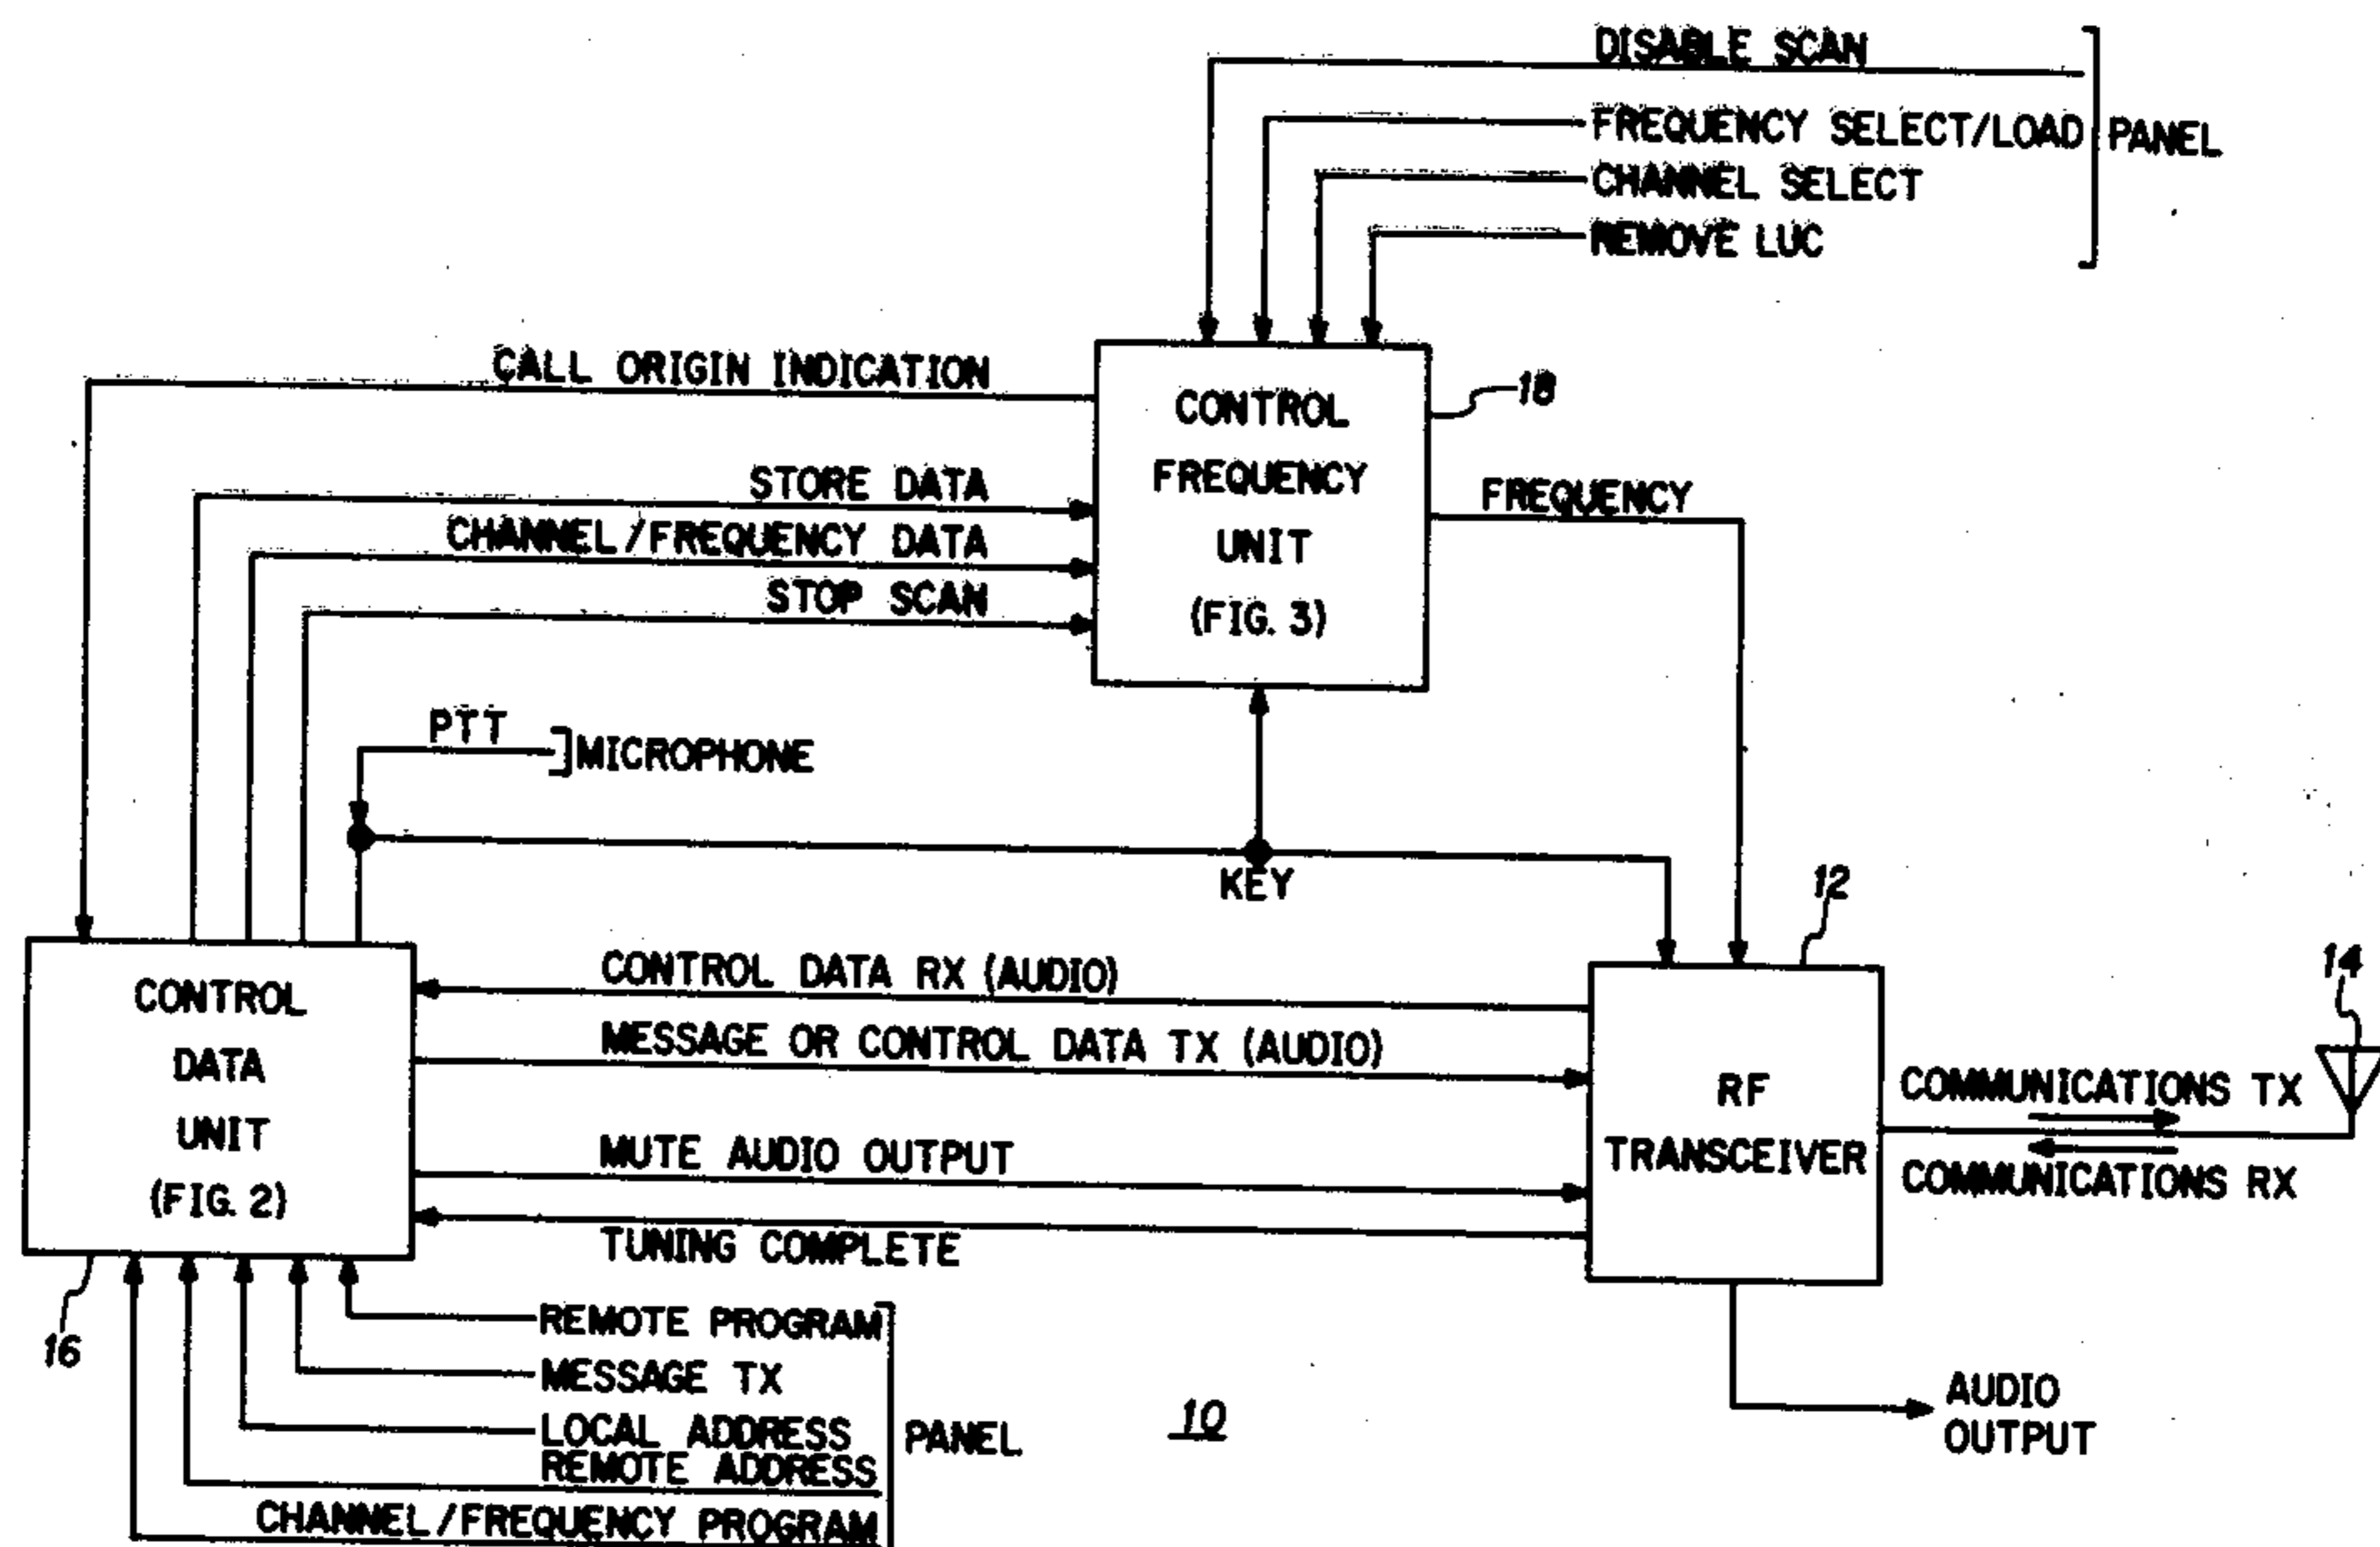 DISABLE SCAN
FREQUENCY SELECT/LOAD
PANEL
CHANNEL SELECT
REMOVE LUC
CALL ORIGIN INDICATION
STORE DATA
CHANNEL/FREQUENCY DATA
STOP SCAN
CONTROL
FREQUENCY
UNIT
(FIG. 3)
18
FREQUENCY
PTT
MICROPHONE
KEY
12
14
CONTROL
DATA
UNIT
(FIG. 2)
16
CONTROL DATA RX (AUDIO)
MESSAGE OR CONTROL DATA TX (AUDIO)
MUTE AUDIO OUTPUT
TUNING COMPLETE
RF
TRANSCEIVER
COMMUNICATIONS TX
COMMUNICATIONS RX
REMOTE PROGRAM
MESSAGE TX
LOCAL ADDRESS
REMOTE ADDRESS
CHANNEL/FREQUENCY PROGRAM
PANEL
10
AUDIO
OUTPUT